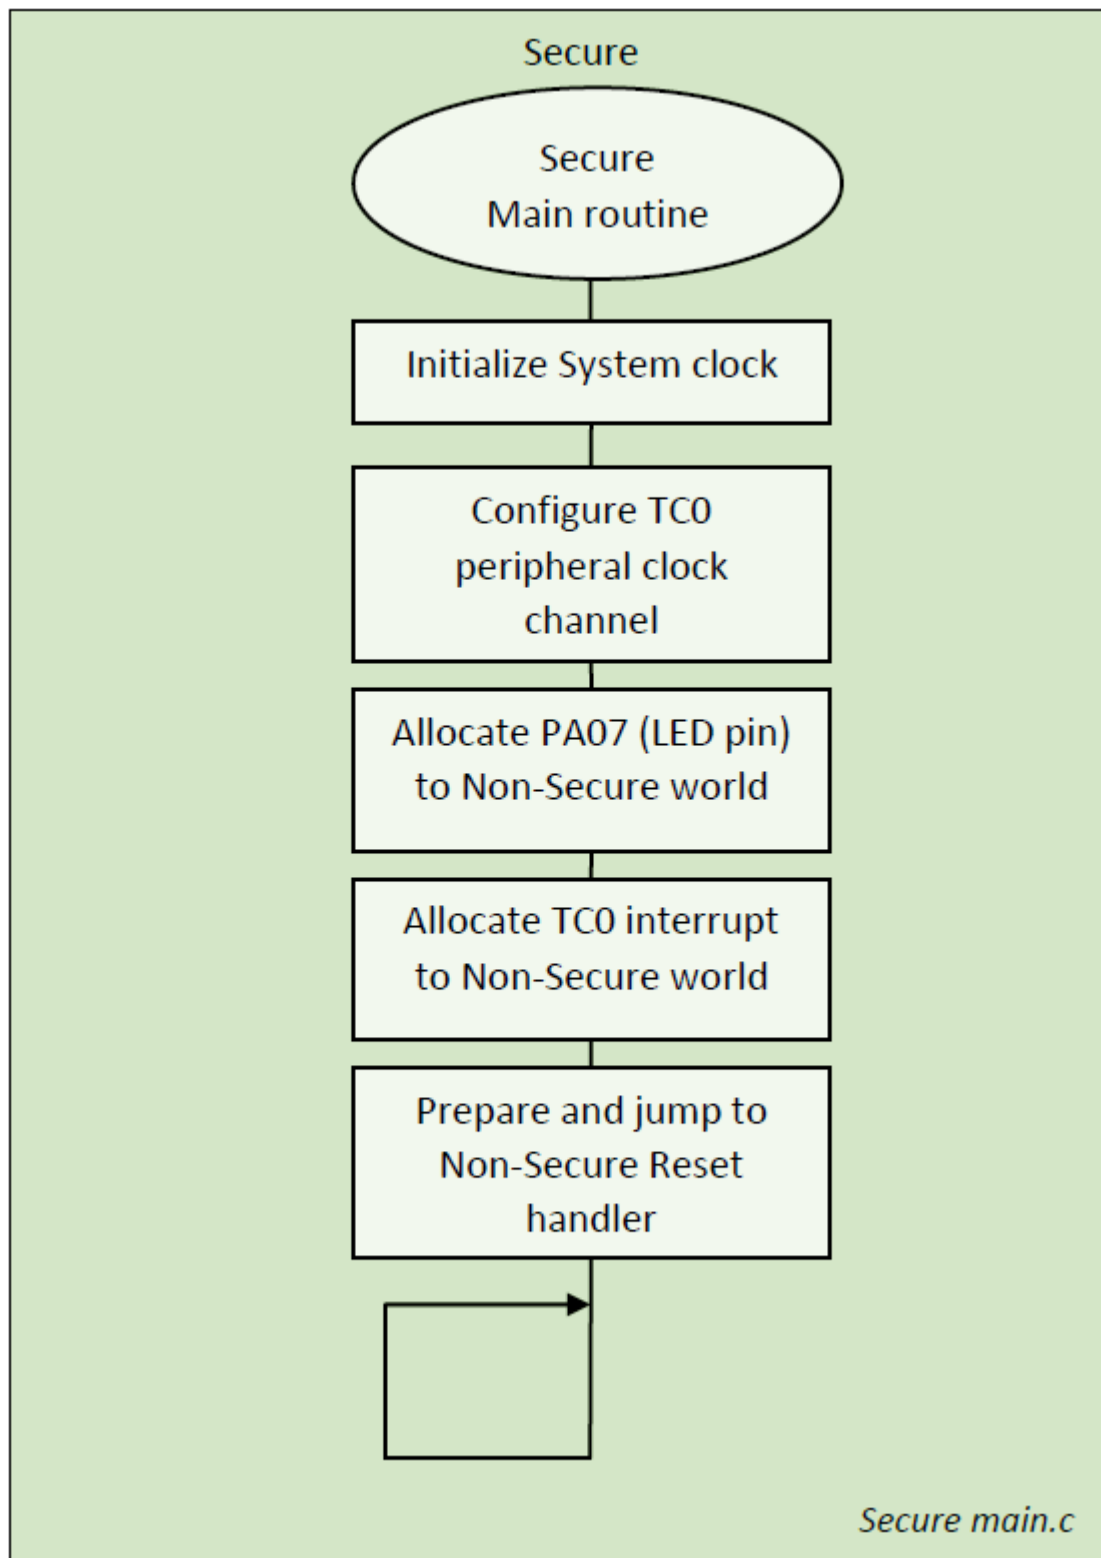 Secure
Secure
Main routine
Initialize System clock
Configure TC0
peripheral clock
channel
Allocate PA07 (LED pin)
to Non-Secure world
Allocate TC0 interrupt
to Non-Secure world
Prepare and jump to
Non-Secure Reset
handler
Secure main.c